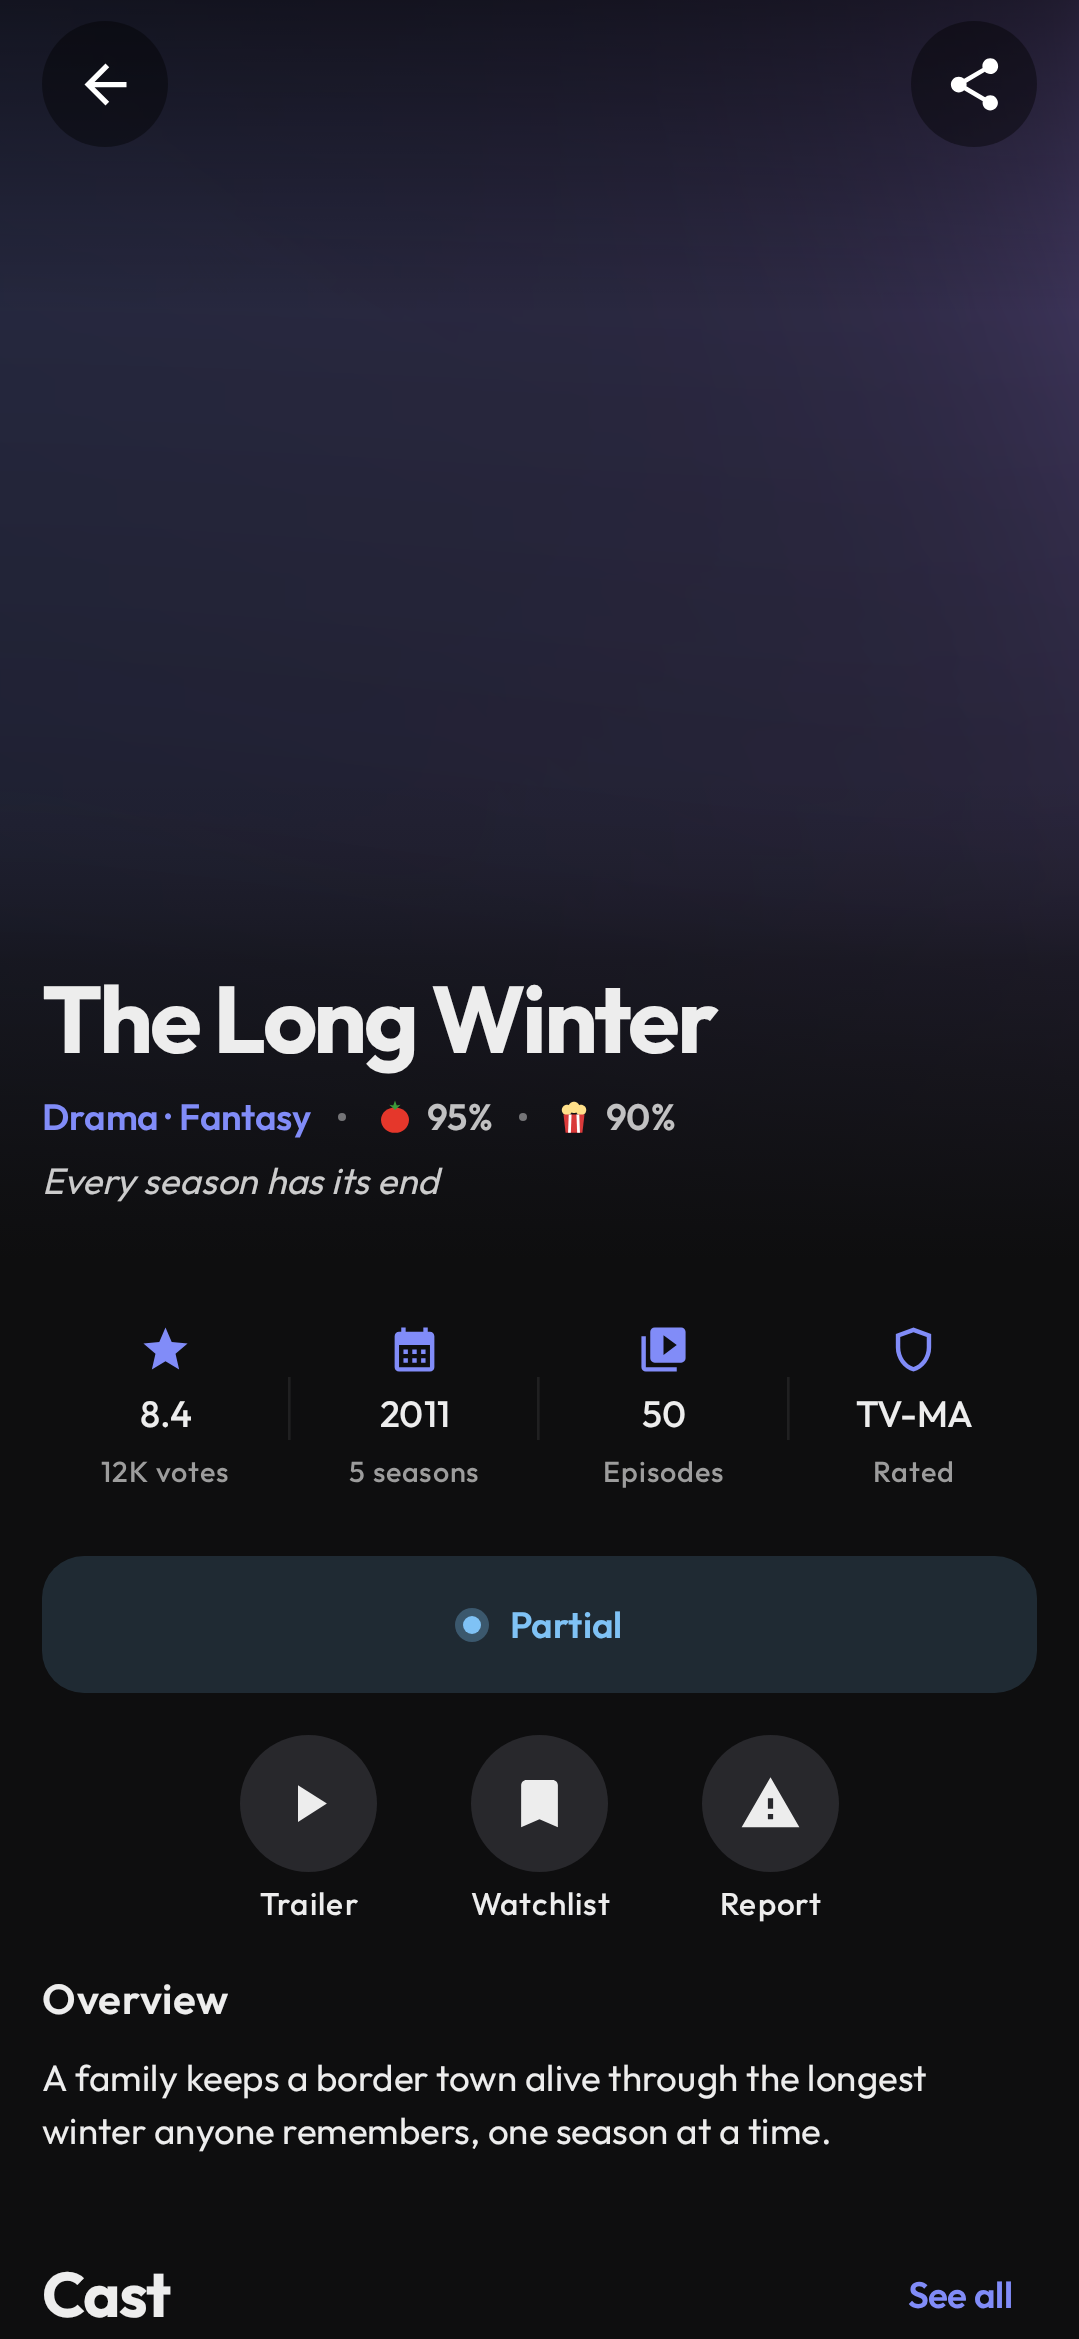 The Long Winter
Drama · Fantasy • 95% • 90%
Every season has its end
8.4
12K votes
2011
5 seasons
50
Episodes
TV-MA
Rated
Partial
Trailer
Watchlist
Report
Overview
A family keeps a border town alive through the longest
winter anyone remembers, one season at a time.
Cast
See all